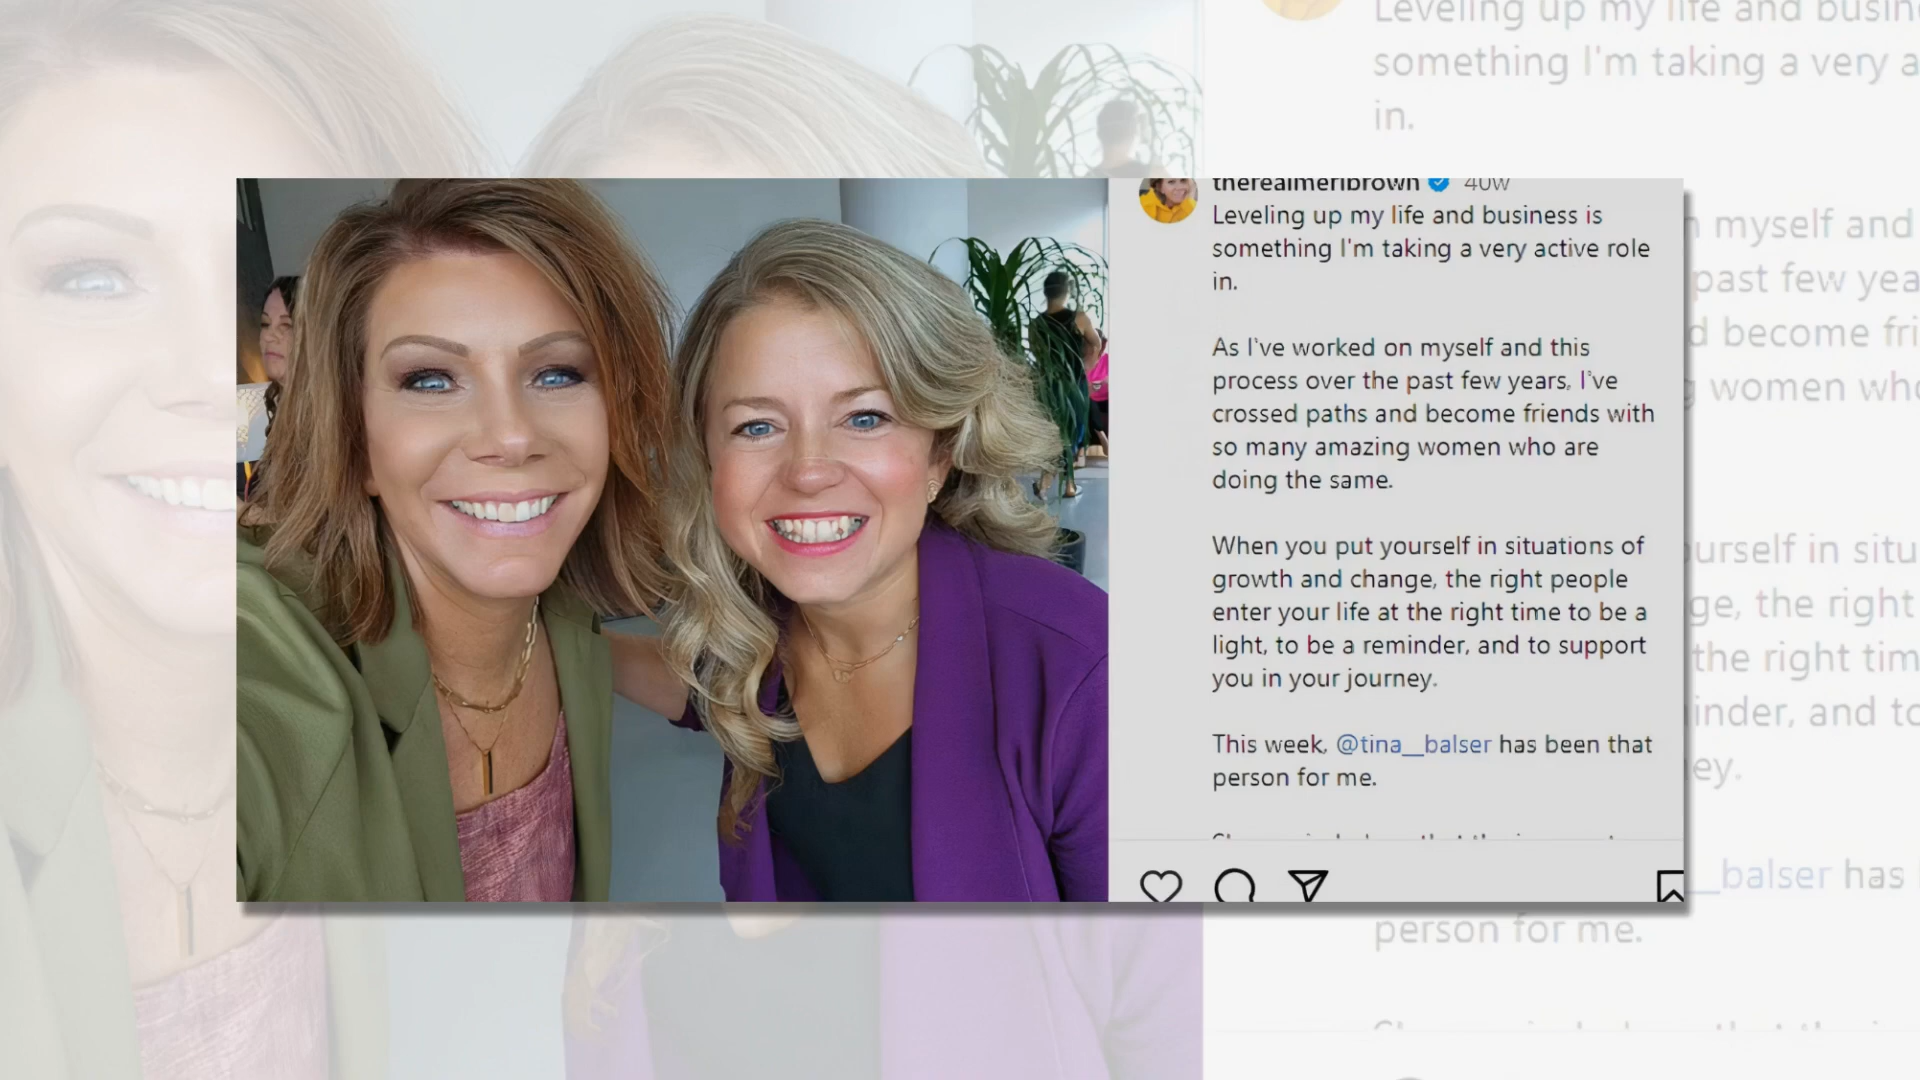 therealmeribrown 40w
Leveling up my life and business is
something I'm taking a very active role
in.
As I've worked on myself and this
process over the past few years, I've
crossed paths and become friends with
so many amazing women who are
doing the same.
When you put yourself in situations of
growth and change, the right people
enter your life at the right time to be a
light, to be a reminder, and to support
you in your journey.
This week, @tina__balser has been that
person for me.